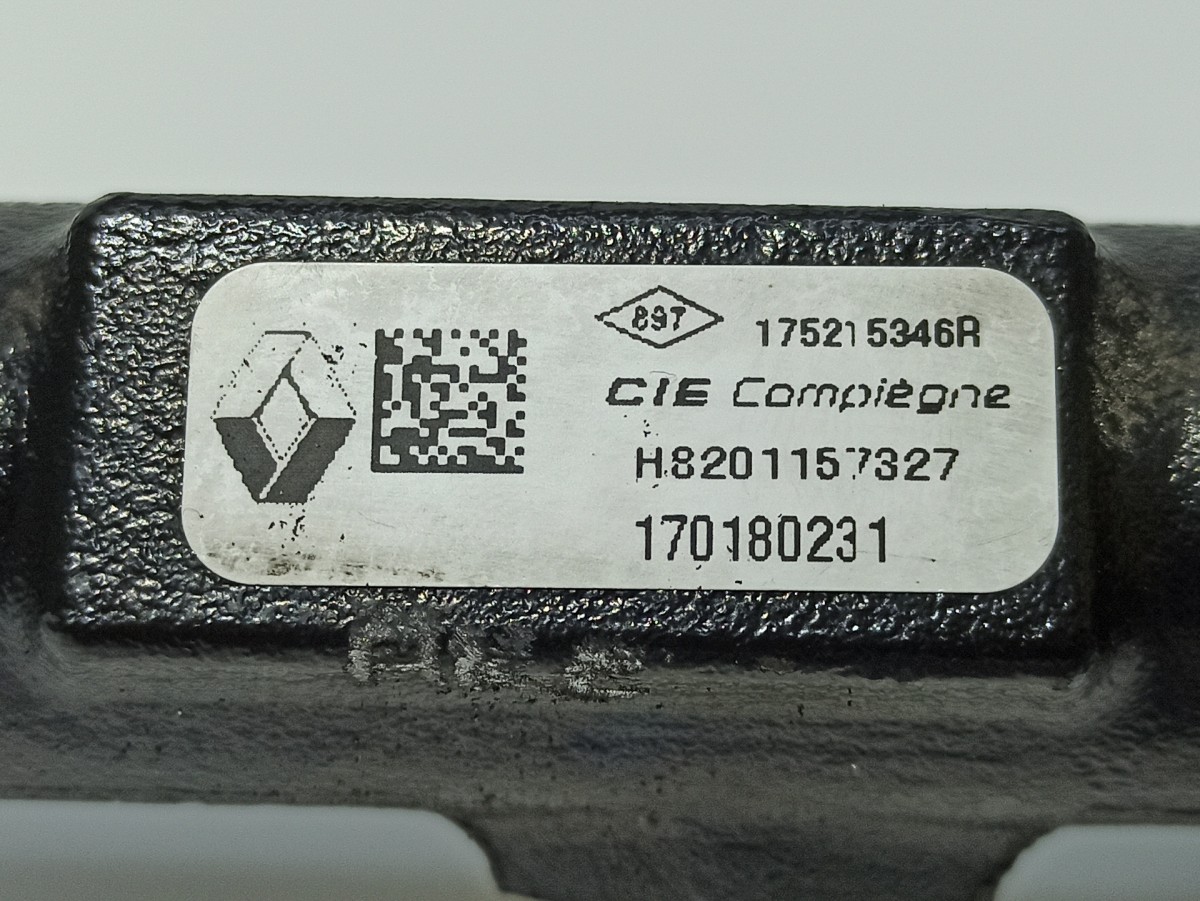 897
175215346R
CIE Compiègne
H8201157327
170180231